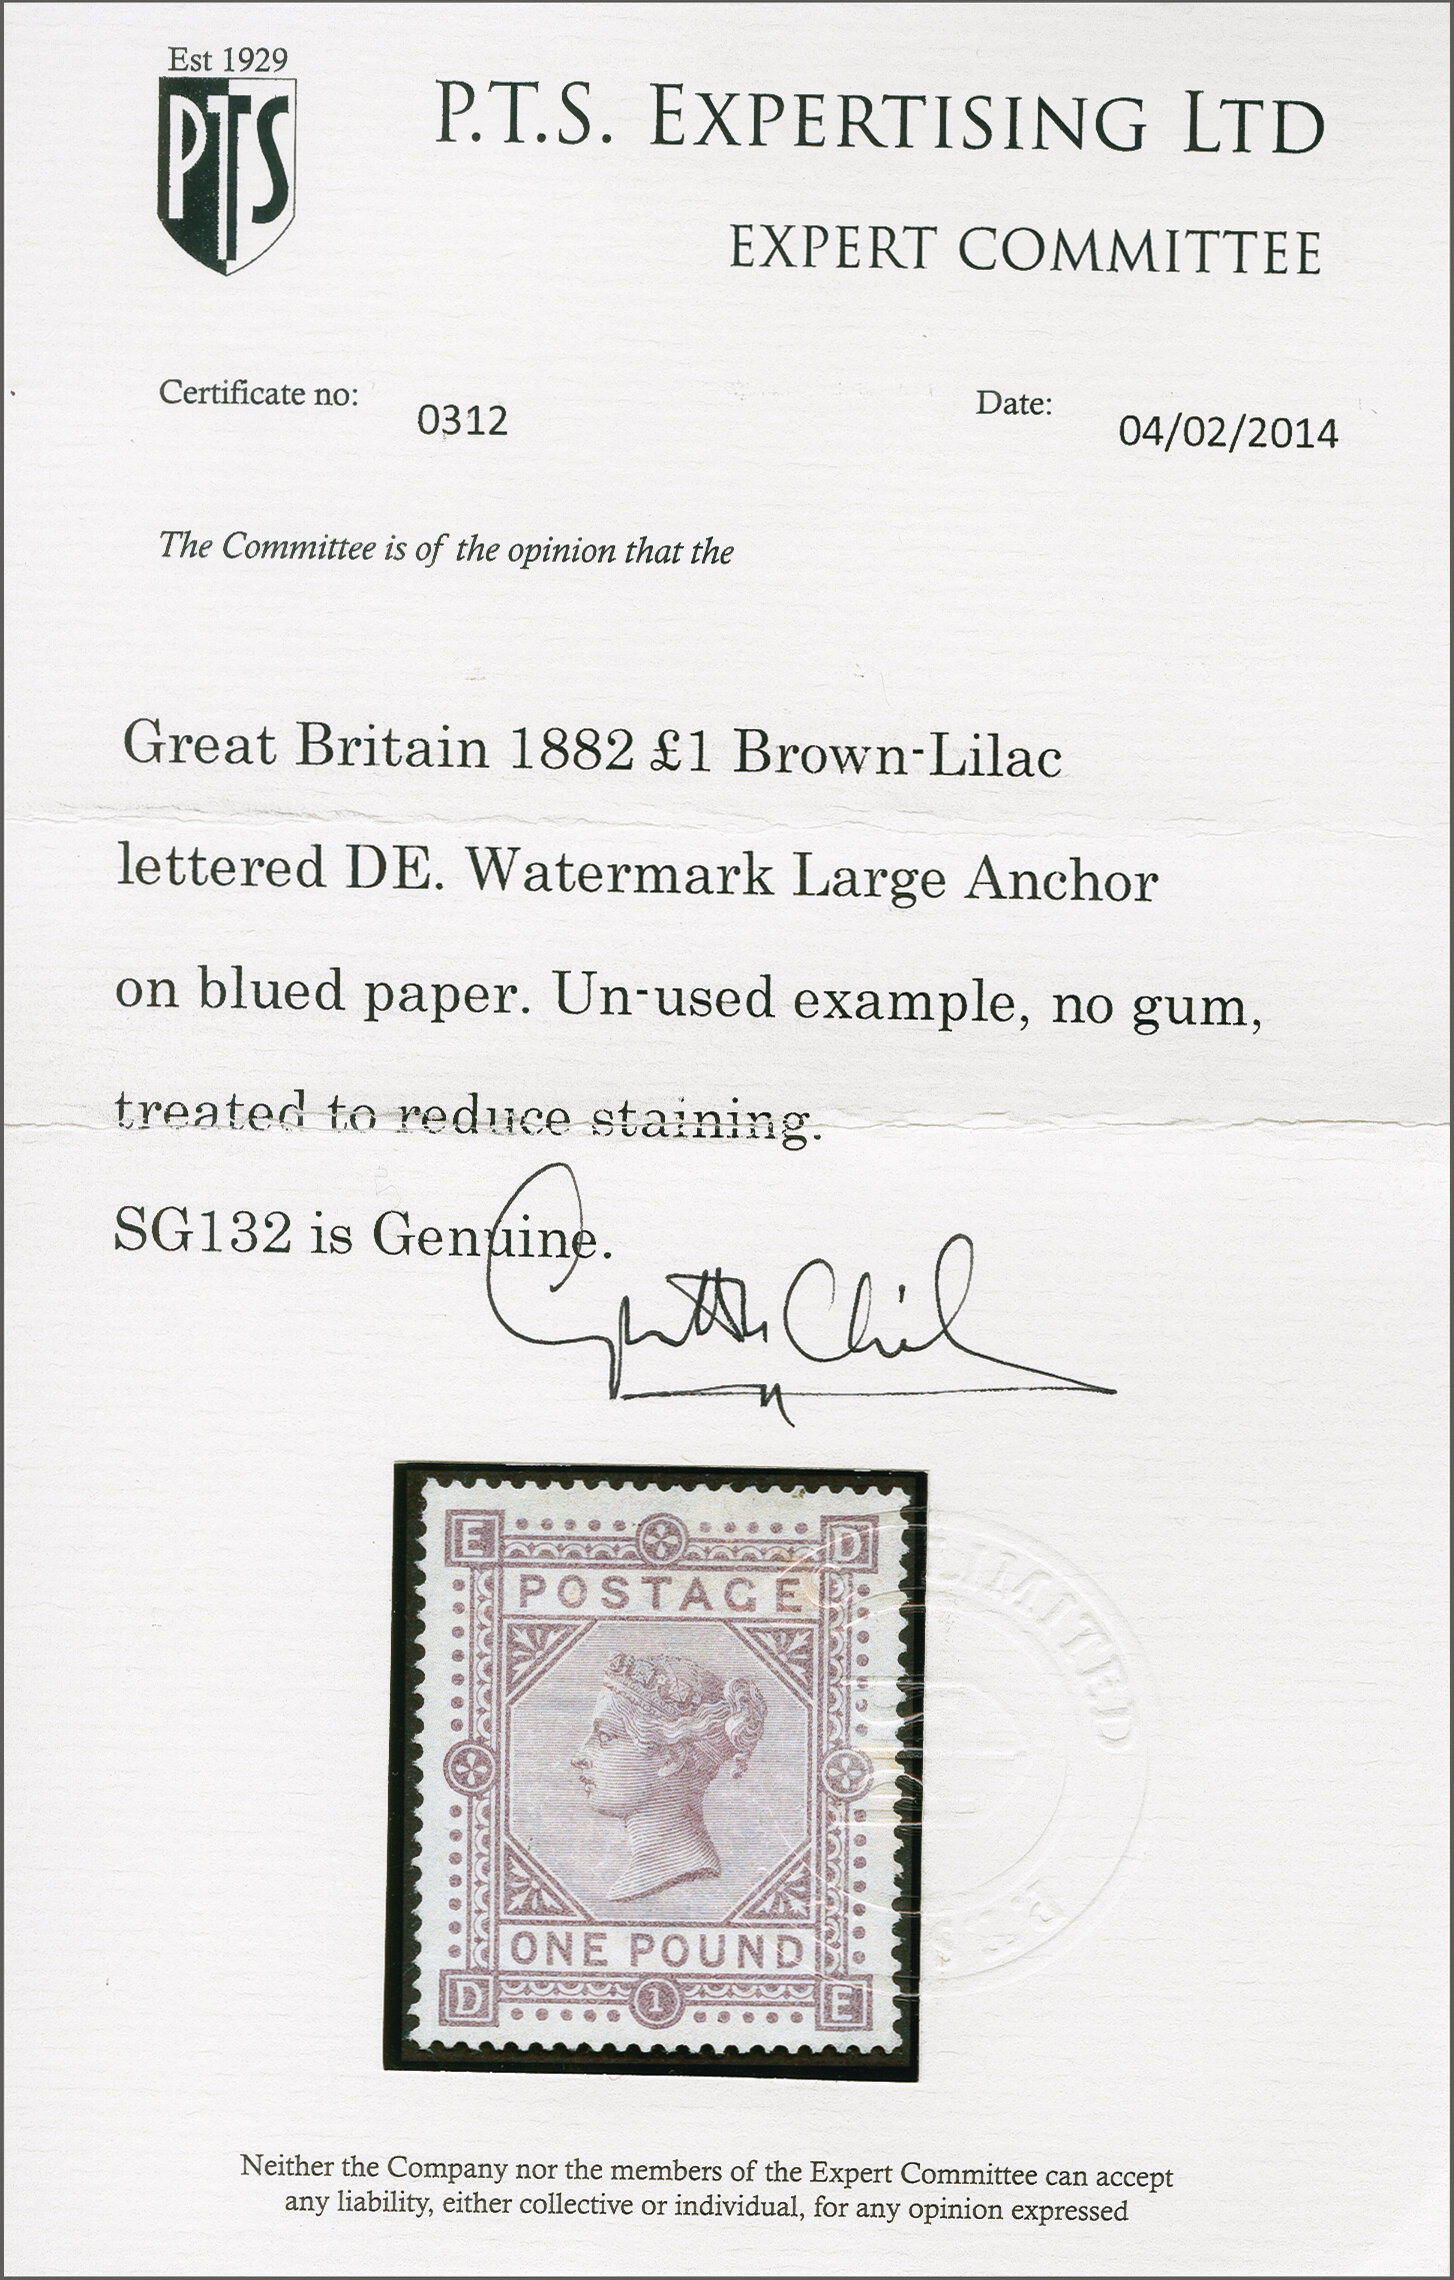 Est 1929
PTS
P.T.S. EXPERTISING LTD
EXPERT COMMITTEE
Certificate no: 0312
Date: 04/02/2014
The Committee is of the opinion that the
Great Britain 1882 £1 Brown-Lilac
lettered DE. Watermark Large Anchor
on blued paper. Un-used example, no gum,
treated to reduce staining.
SG132 is Genuine.
E D
POSTAGE
ONE POUND
D 1 E
LIMITED
Neither the Company nor the members of the Expert Committee can accept
any liability, either collective or individual, for any opinion expressed